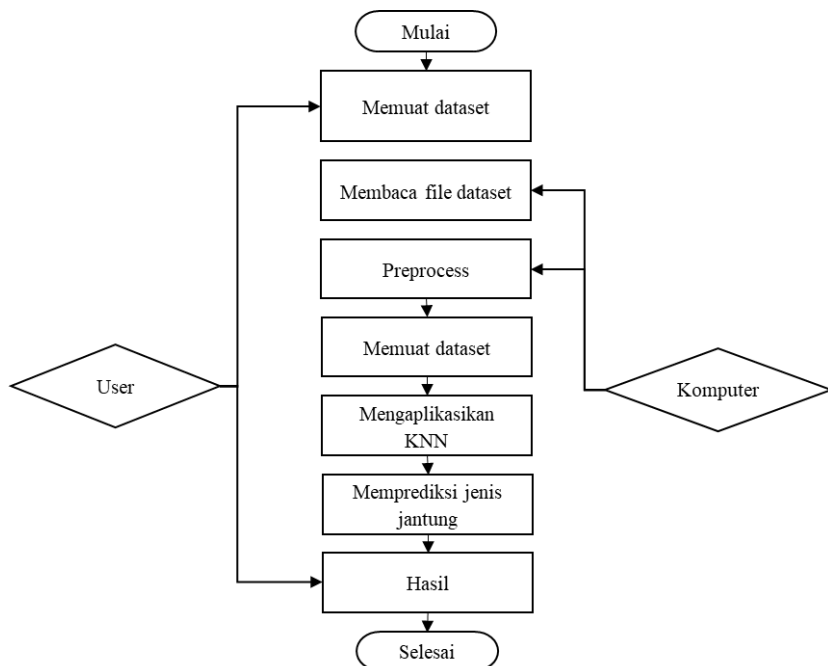 Mulai
Memuat dataset
Membaca file dataset
Preprocess
Memuat dataset
User
Komputer
Mengaplikasikan
KNN
Memprediksi jenis
jantung
Hasil
Selesai